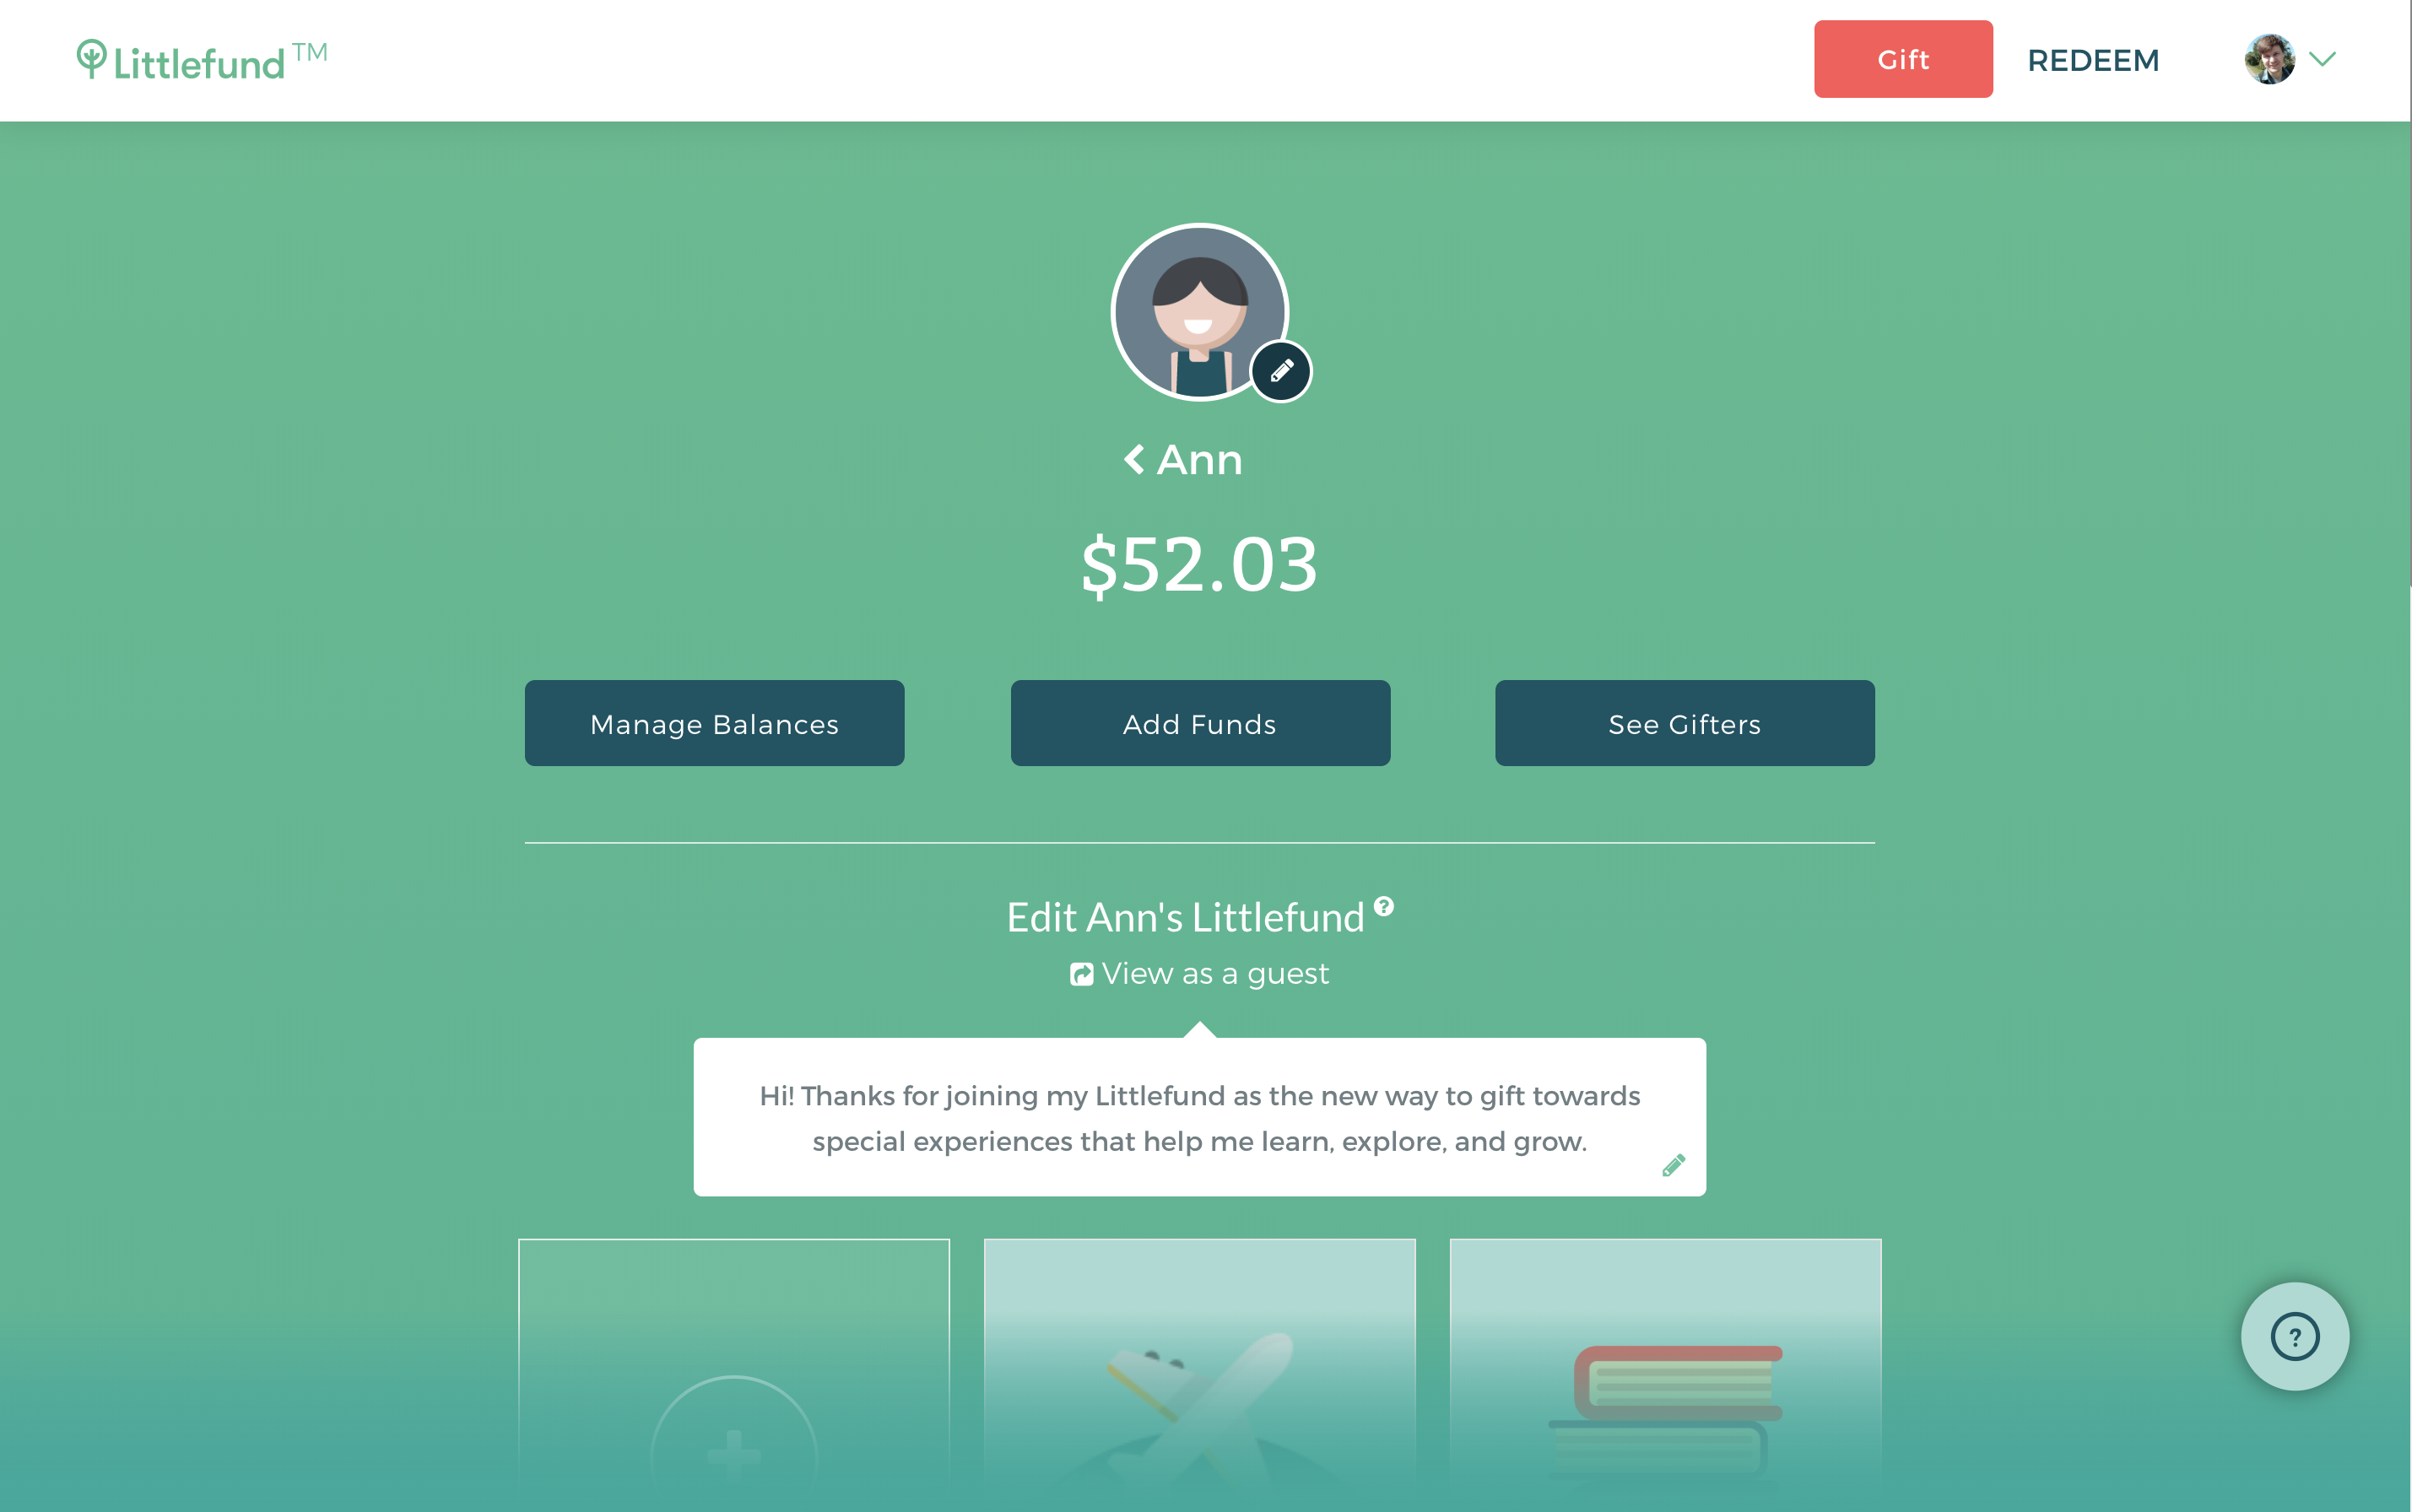 Littlefund TM
Gift
REDEEM
Ann
$52.03
Manage Balances
Add Funds
See Gifters
Edit Ann's Littlefund ?
View as a guest
Hi! Thanks for joining my Littlefund as the new way to gift towards
special experiences that help me learn, explore, and grow.
?